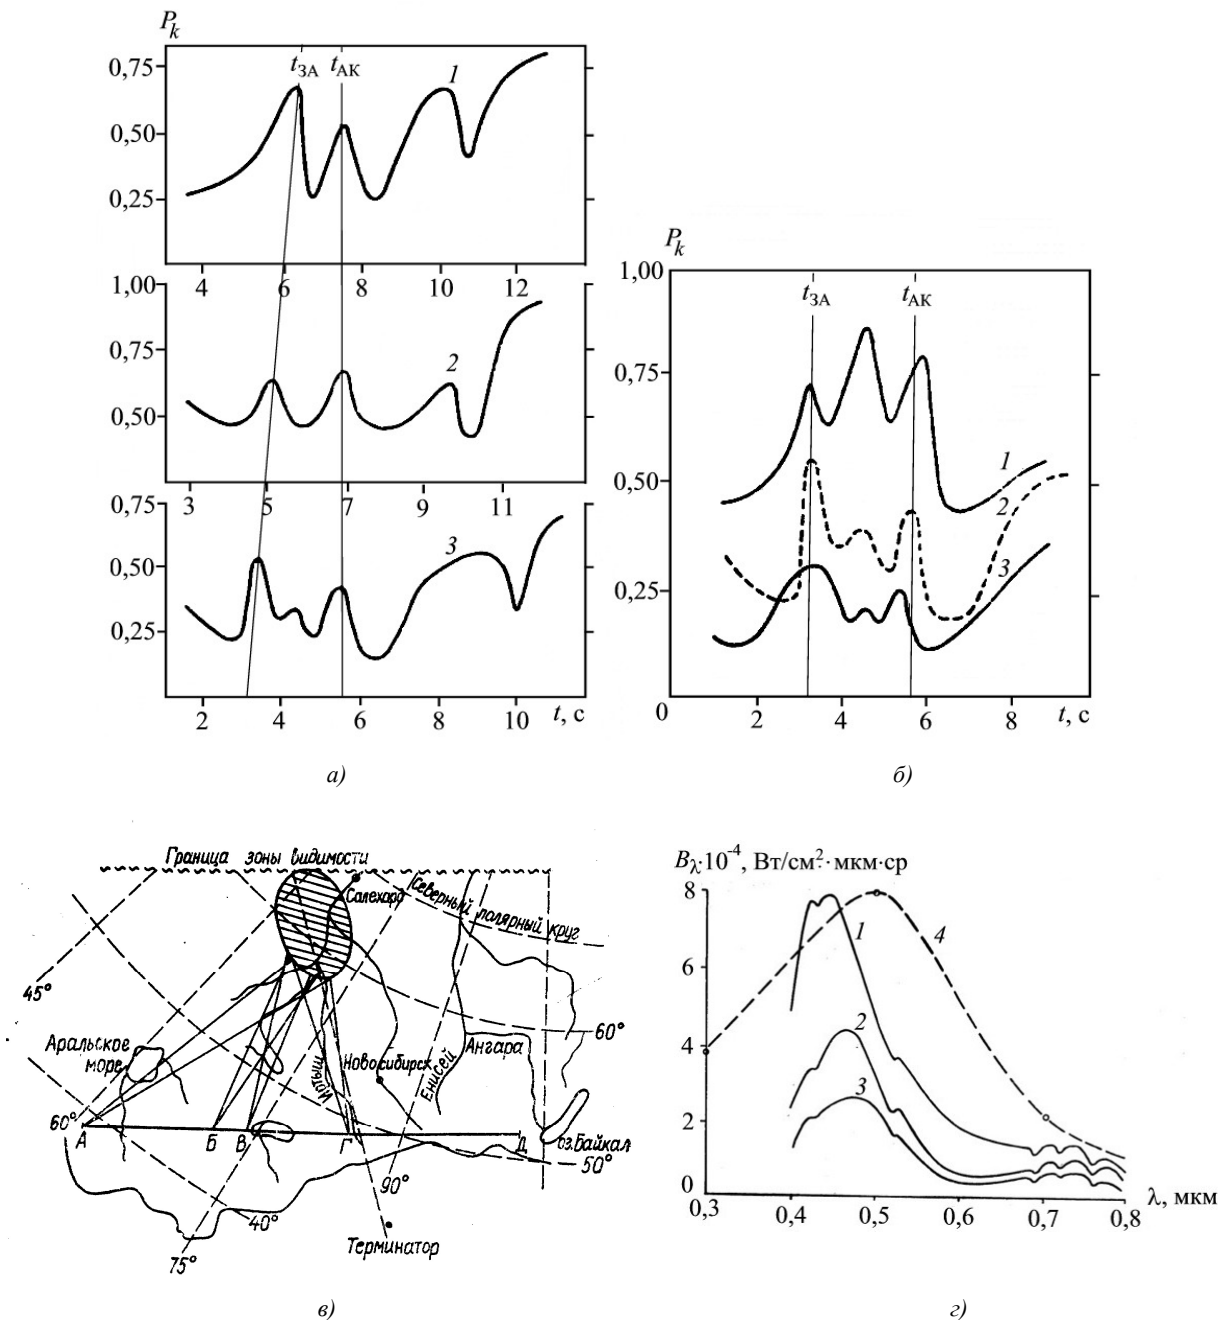 P_k
0,75
0,50
0,25
t_ЗА t_АК
1
4 6 8 10 12
1,00
0,75
0,50
2
3 5 7 9 11
0,75
0,50
0,25
3
2 4 6 8 10 t, с
а)
P_k
1,00
0,75
0,50
0,25
0
t_ЗА t_АК
1
2
3
2 4 6 8 t, с
б)
Граница зоны видимости
Салехард
Северный полярный круг
45°
60°
Аральское
море
Иртыш
Новосибирск
Енисей
Ангара
60°
А Б В Г Д
оз.Байкал
50°
90°
40°
Терминатор
75°
в)
B_λ·10⁻⁴, Вт/см²·мкм·ср
8
6
4
2
0
1
2
3
4
0,3 0,4 0,5 0,6 0,7 0,8
λ, мкм
г)